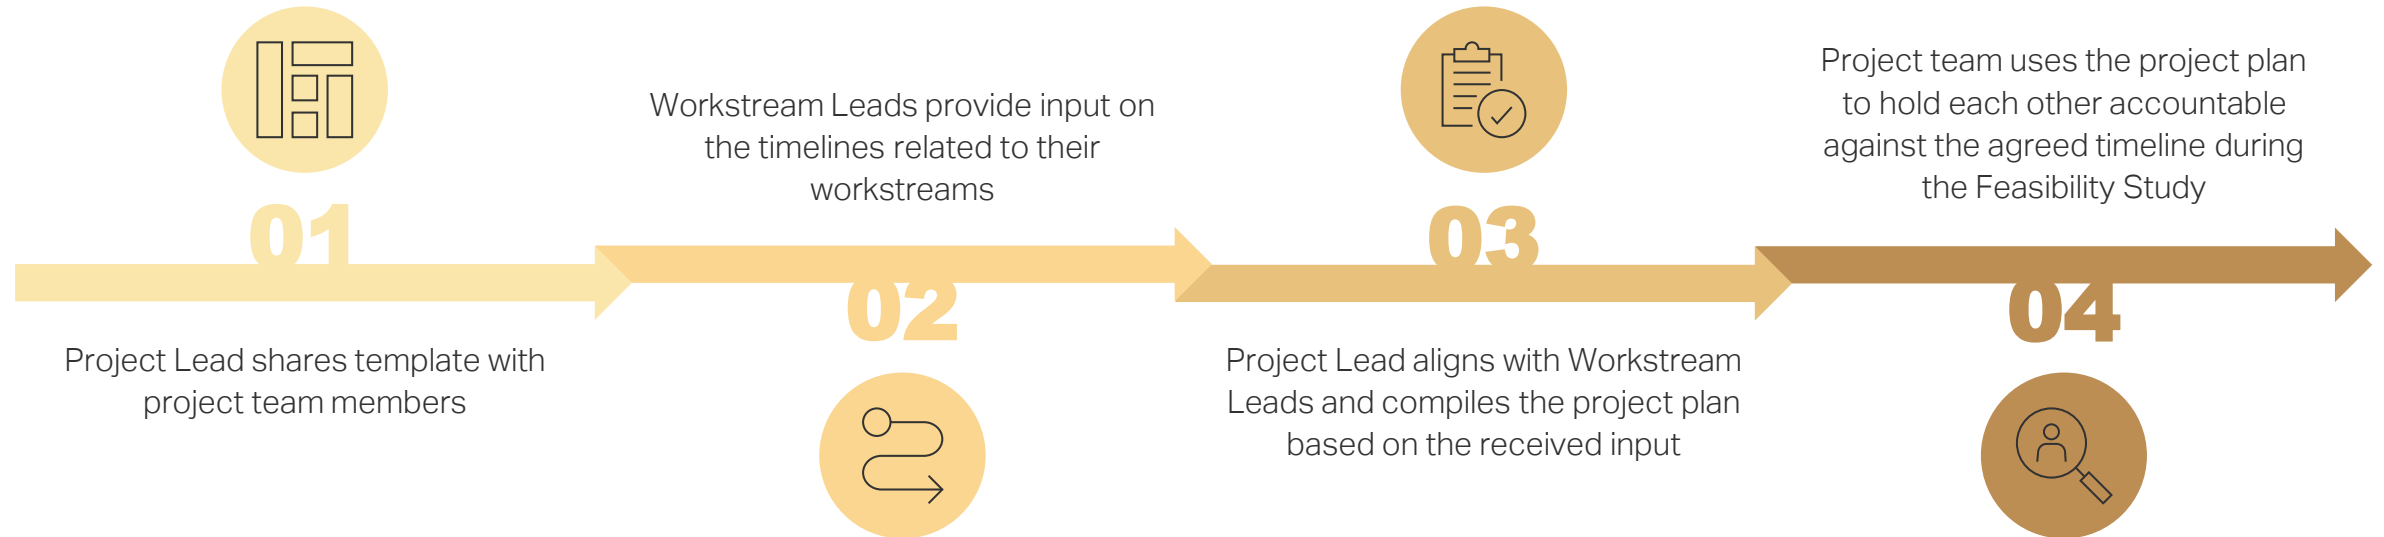 01
Project Lead shares template with
project team members
Workstream Leads provide input on
the timelines related to their
workstreams
02
03
Project Lead aligns with Workstream
Leads and compiles the project plan
based on the received input
Project team uses the project plan
to hold each other accountable
against the agreed timeline during
the Feasibility Study
04